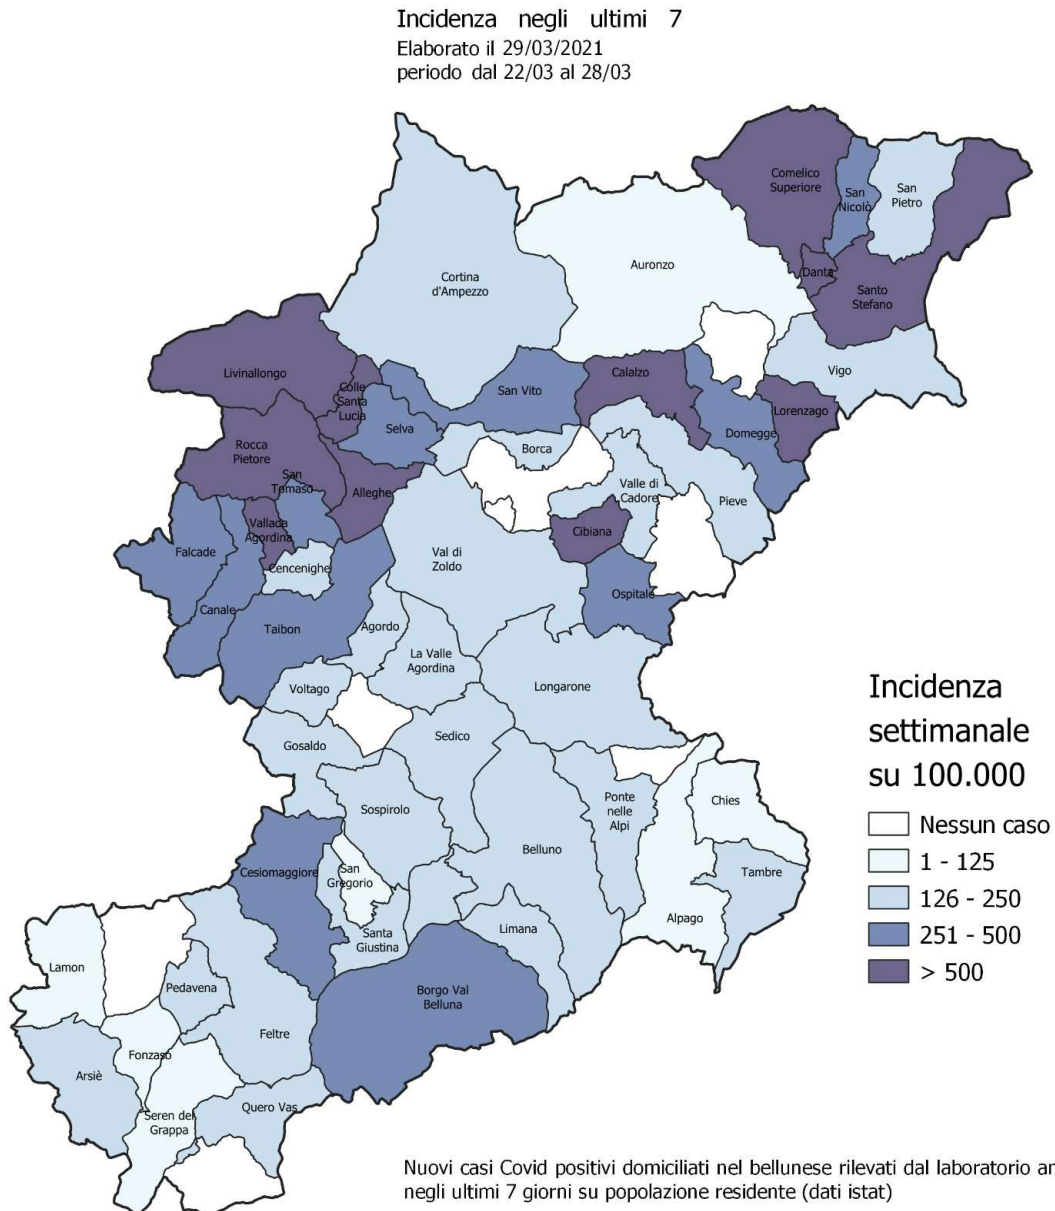 Incidenza negli ultimi 7
Elaborato il 29/03/2021
periodo dal 22/03 al 28/03
Comelico
Superiore
San
Nicolò
San
Pietro
Auronzo
Cortina
d'Ampezzo
Danta
Santo
Stefano
Vigo
Livinallongo
Colle
Santa
Lucia
San Vito
Calalzo
Lorenzago
Selva
Domegge
Rocca
Pietore
Borca
San
Tomaso
Alleghe
Valle di
Cadore
Pieve
Vallada
Agordina
Cibiana
Falcade
Cencenighe
Val di
Zoldo
Ospitale
Canale
Taibon
Agordo
La Valle
Agordina
Voltago
Longarone
Gosaldo
Sedico
Sospirolo
Ponte
nelle
Alpi
Chies
Belluno
Cesiomaggiore
San
Gregorio
Tambre
Alpago
Santa
Giustina
Limana
Lamon
Pedavena
Borgo Val
Belluna
Feltre
Fonzaso
Arsiè
Quero Vas
Seren del
Grappa
Incidenza
settimanale
su 100.000
Nessun caso
1 - 125
126 - 250
251 - 500
> 500
Nuovi casi Covid positivi domiciliati nel bellunese rilevati dal laboratorio
negli ultimi 7 giorni su popolazione residente (dati istat)